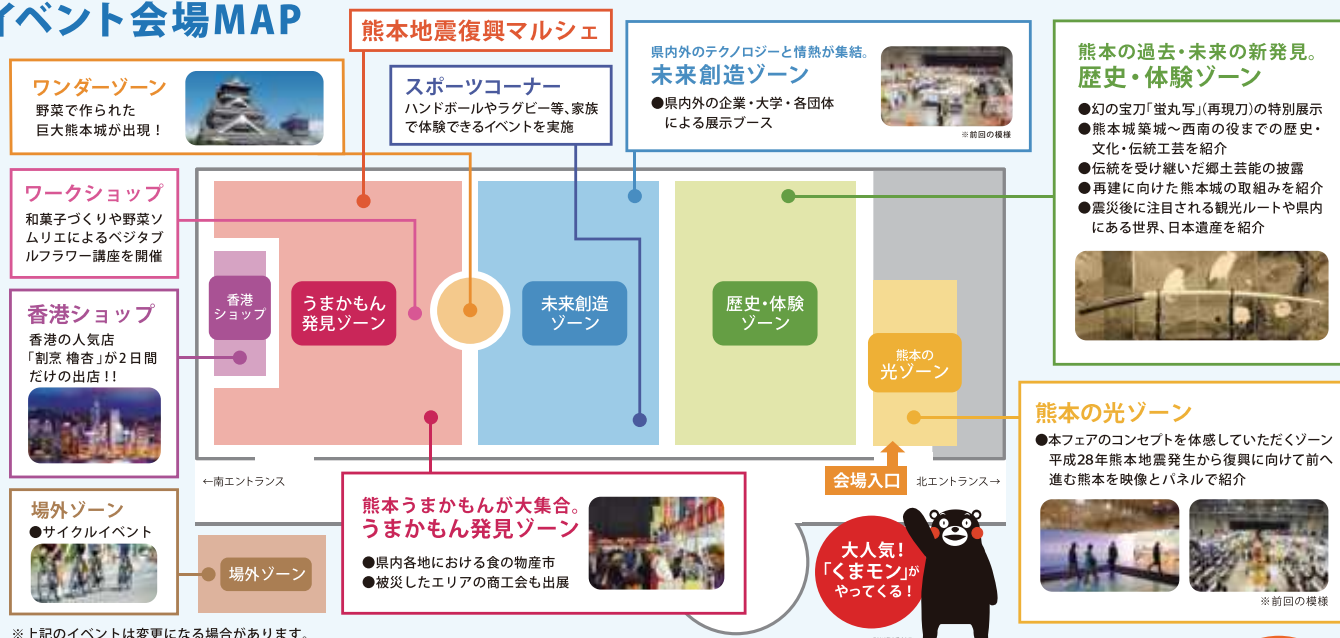 イベント会場MAP
熊本地震復興マルシェ
ワンダーゾーン
野菜で作られた
巨大熊本城が出現！
スポーツコーナー
ハンドボールやラグビー等、家族
で体験できるイベントを実施
県内外のテクノロジーと情熱が集結。
未来創造ゾーン
●県内外の企業・大学・各団体
による展示ブース
※前回の模様
熊本の過去・未来の新発見。
歴史・体験ゾーン
●幻の宝刀「蛍丸写」（再現刀）の特別展示
●熊本城築城～西南の役までの歴史・
文化・伝統工芸を紹介
●伝統を受け継いだ郷土芸能の披露
●再建に向けた熊本城の取組みを紹介
●震災後に注目される観光ルートや県内
にある世界、日本遺産を紹介
ワークショップ
和菓子づくりや野菜ソ
ムリエによるベジタブ
ルフラワー講座を開催
香港ショップ
香港の人気店
「割烹 櫓杏」が2日間
だけの出店！！
香港
ショップ
うまかもん
発見ゾーン
未来創造
ゾーン
歴史・体験
ゾーン
熊本の
光ゾーン
熊本の光ゾーン
●本フェアのコンセプトを体感していただくゾーン
平成28年熊本地震発生から復興に向けて前へ
進む熊本を映像とパネルで紹介
※前回の模様
←南エントランス
会場入口
北エントランス→
場外ゾーン
●サイクルイベント
場外ゾーン
熊本うまかもんが大集合。
うまかもん発見ゾーン
●県内各地における食の物産市
●被災したエリアの商工会も出展
大人気！
「くまモン」が
やってくる！
※上記のイベントは変更になる場合があります。